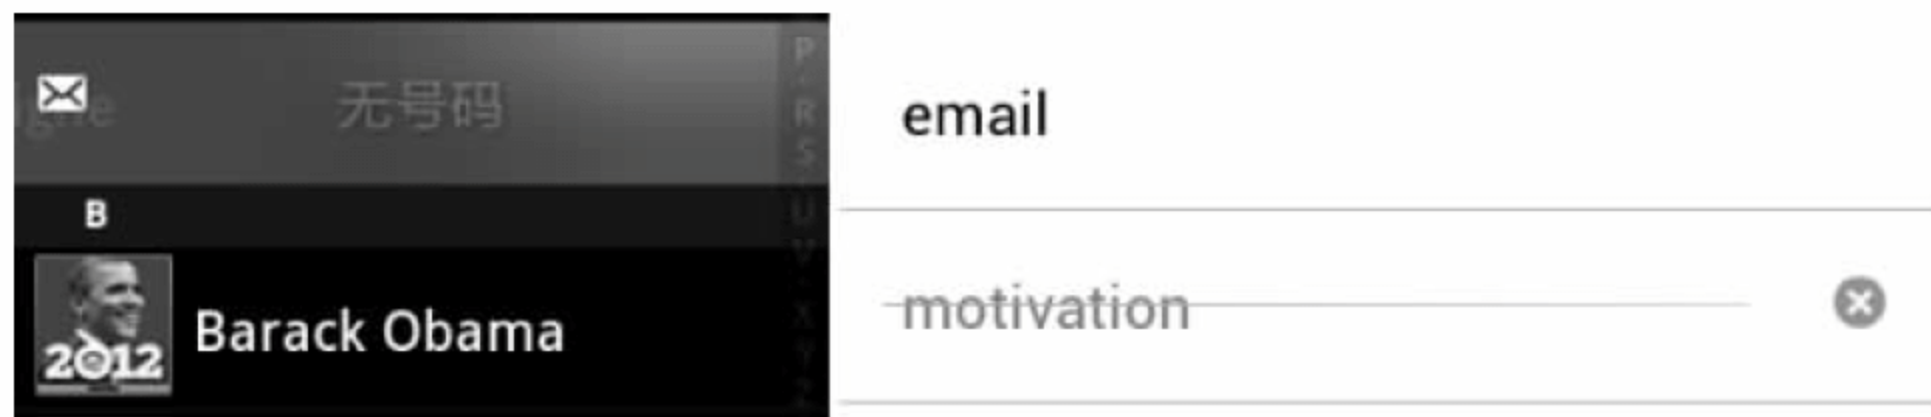 无号码
B
2012
Barack Obama
P
R
S
U
V
X
Y
Z
email
motivation